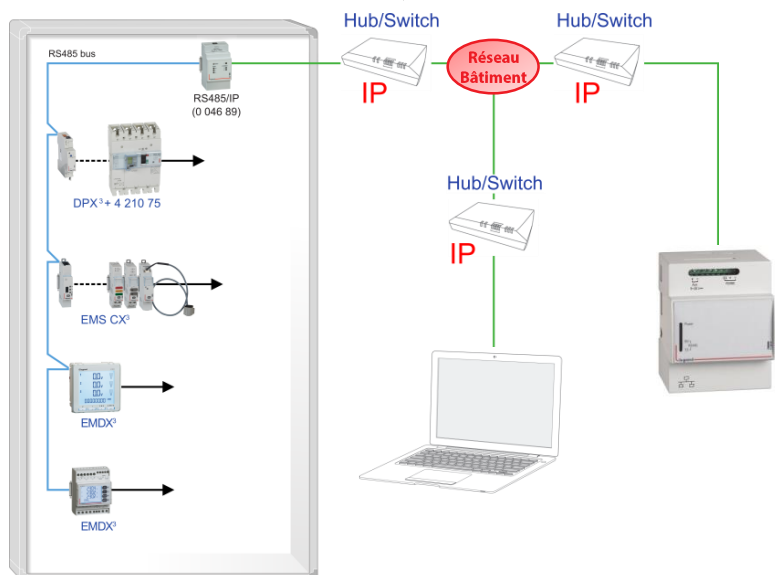 Hub/Switch
Hub/Switch
RS485 bus
Réseau
Bâtiment
IP
IP
RS485/IP
(0 046 89)
DPX³+ 4 210 75
Hub/Switch
IP
EMS CX³
EMDX³
EMDX³